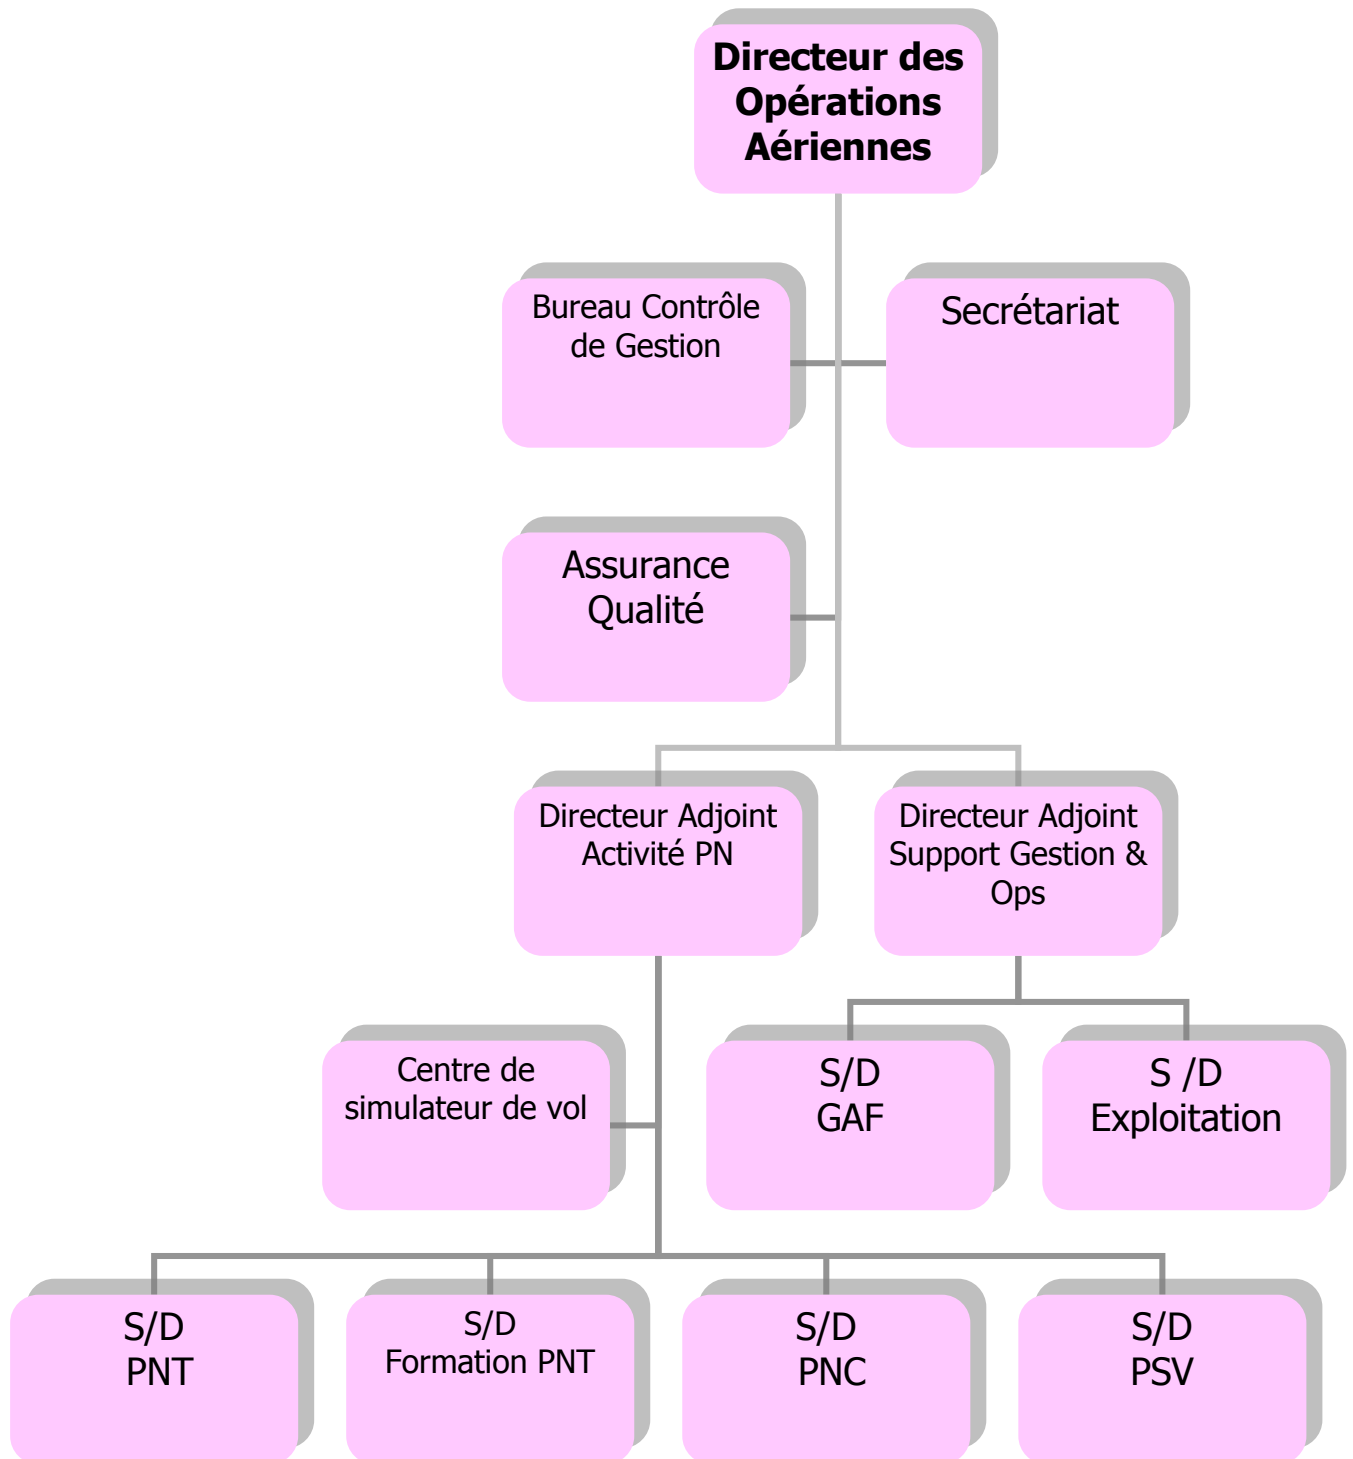 Directeur des
Opérations
Aériennes
Bureau Contrôle
de Gestion
Secrétariat
Assurance
Qualité
Directeur Adjoint
Activité PN
Directeur Adjoint
Support Gestion &
Ops
Centre de
simulateur de vol
S/D
GAF
S /D
Exploitation
S/D
PNT
S/D
Formation PNT
S/D
PNC
S/D
PSV